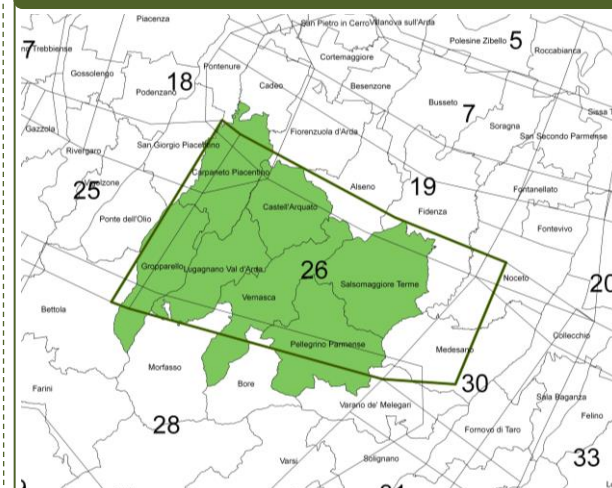 Piacenza
San Pietro in Cerro
Villanova sull'Arda
Polesine Zibello
5
Roccabianca
7
Trebbiense
Gossolengo
Podenzano
18
Pontenure
Cadeo
Cortemaggiore
Besenzone
Busseto
7
Soragna
Sissa T
San Secondo Parmense
Gazzola
Rivergaro
San Giorgio Piacentino
Fiorenzuola d'Arda
Carpaneto Piacentino
25
Ponte dell'Olio
Castell'Arquato
Alseno
19
Fidenza
Fontanellato
Fontevivo
Gropparello
Lugagnano Val d'Arda
26
Salsomaggiore Terme
Noceto
20
Vernasca
Bettola
Pellegrino Parmense
Medesano
Collecchio
Morfasso
Bore
30
Farini
Varano de' Melegari
Sala Baganza
Felino
28
Fornovo di Taro
Varsi
Solignano
33